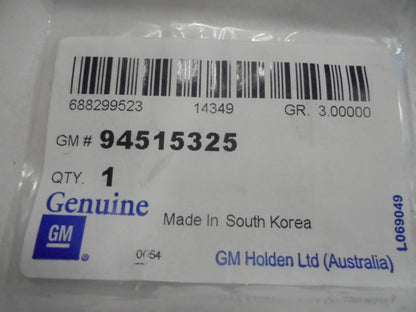 688299523 14349 GR. 3.00000
GM # 94515325
QTY. 1
Genuine
GM
®
Made In South Korea
0054
GM Holden Ltd (Australia)
L069049